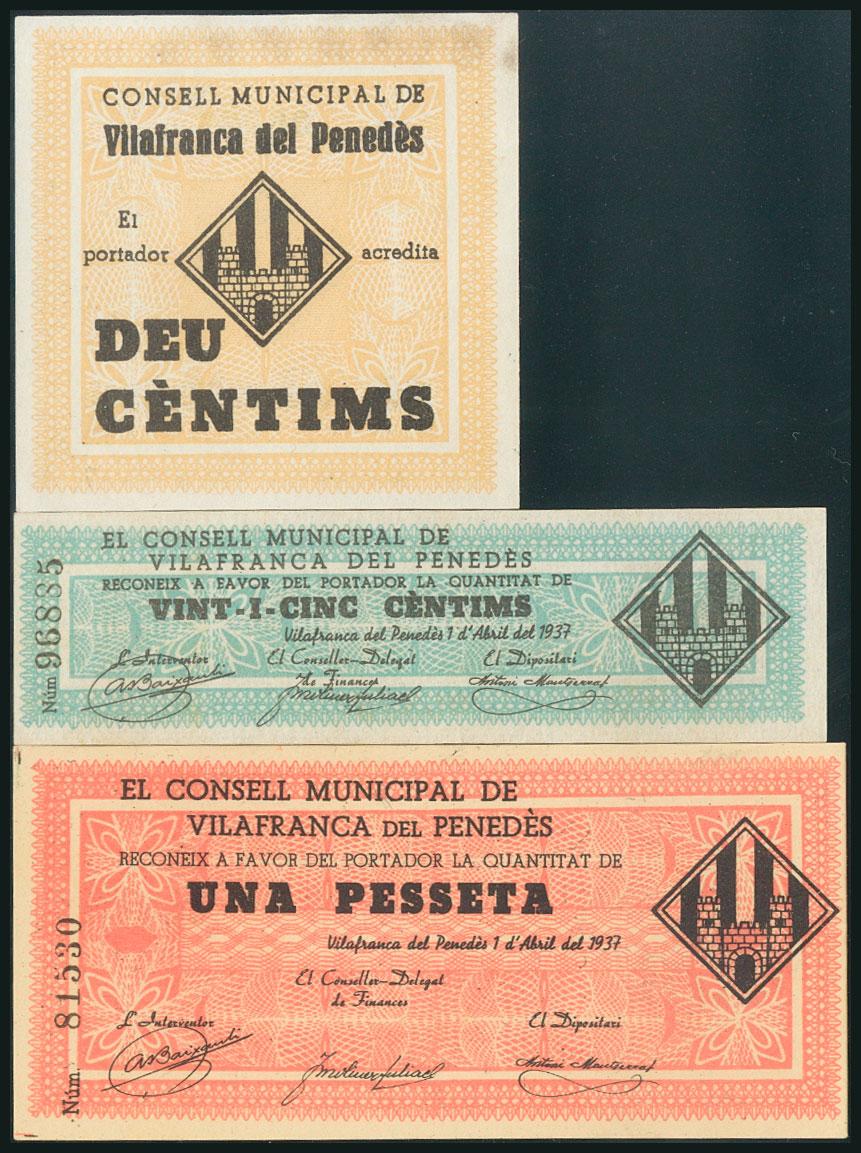 CONSELL MUNICIPAL DE
Vilafranca del Penedès
El
portador acredita
DEU
CÈNTIMS
EL CONSELL MUNICIPAL DE
VILAFRANCA DEL PENEDÈS
RECONEIX A FAVOR DEL PORTADOR LA QUANTITAT DE
VINT-I-CINC CÈNTIMS
Vilafranca del Penedès 1 d'Abril del 1937
L'Interventor El Conseller-Delegat El Dipositari
de Finances
Antoni Montserrat
Núm 96885
EL CONSELL MUNICIPAL DE
VILAFRANCA DEL PENEDÈS
RECONEIX A FAVOR DEL PORTADOR LA QUANTITAT DE
UNA PESSETA
Vilafranca del Penedès 1 d'Abril del 1937
El Conseller-Delegat
de Finances
L'Interventor El Dipositari
Antoni Montserrat
Núm. 81530